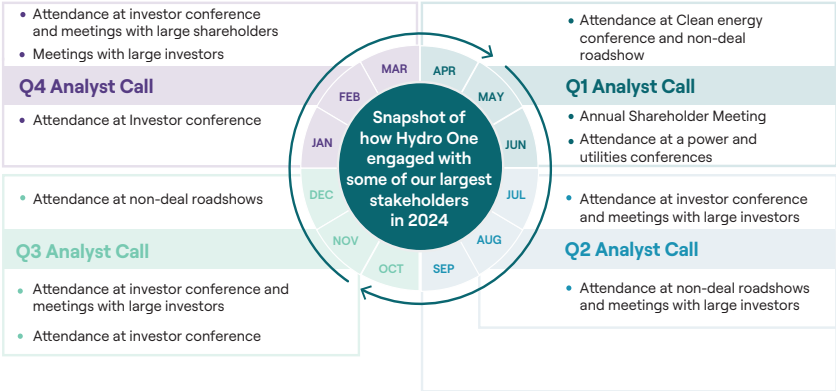 Attendance at investor conference
and meetings with large shareholders
Meetings with large investors
Q4 Analyst Call
Attendance at Investor conference
Attendance at Clean energy
conference and non-deal
roadshow
Q1 Analyst Call
Annual Shareholder Meeting
Attendance at a power and
utilities conferences
MAR
APR
FEB
MAY
JAN
JUN
DEC
JUL
NOV
AUG
OCT
SEP
Snapshot of
how Hydro One
engaged with
some of our largest
stakeholders
in 2024
Attendance at non-deal roadshows
Q3 Analyst Call
Attendance at investor conference and
meetings with large investors
Attendance at investor conference
Attendance at investor conference
and meetings with large investors
Q2 Analyst Call
Attendance at non-deal roadshows
and meetings with large investors